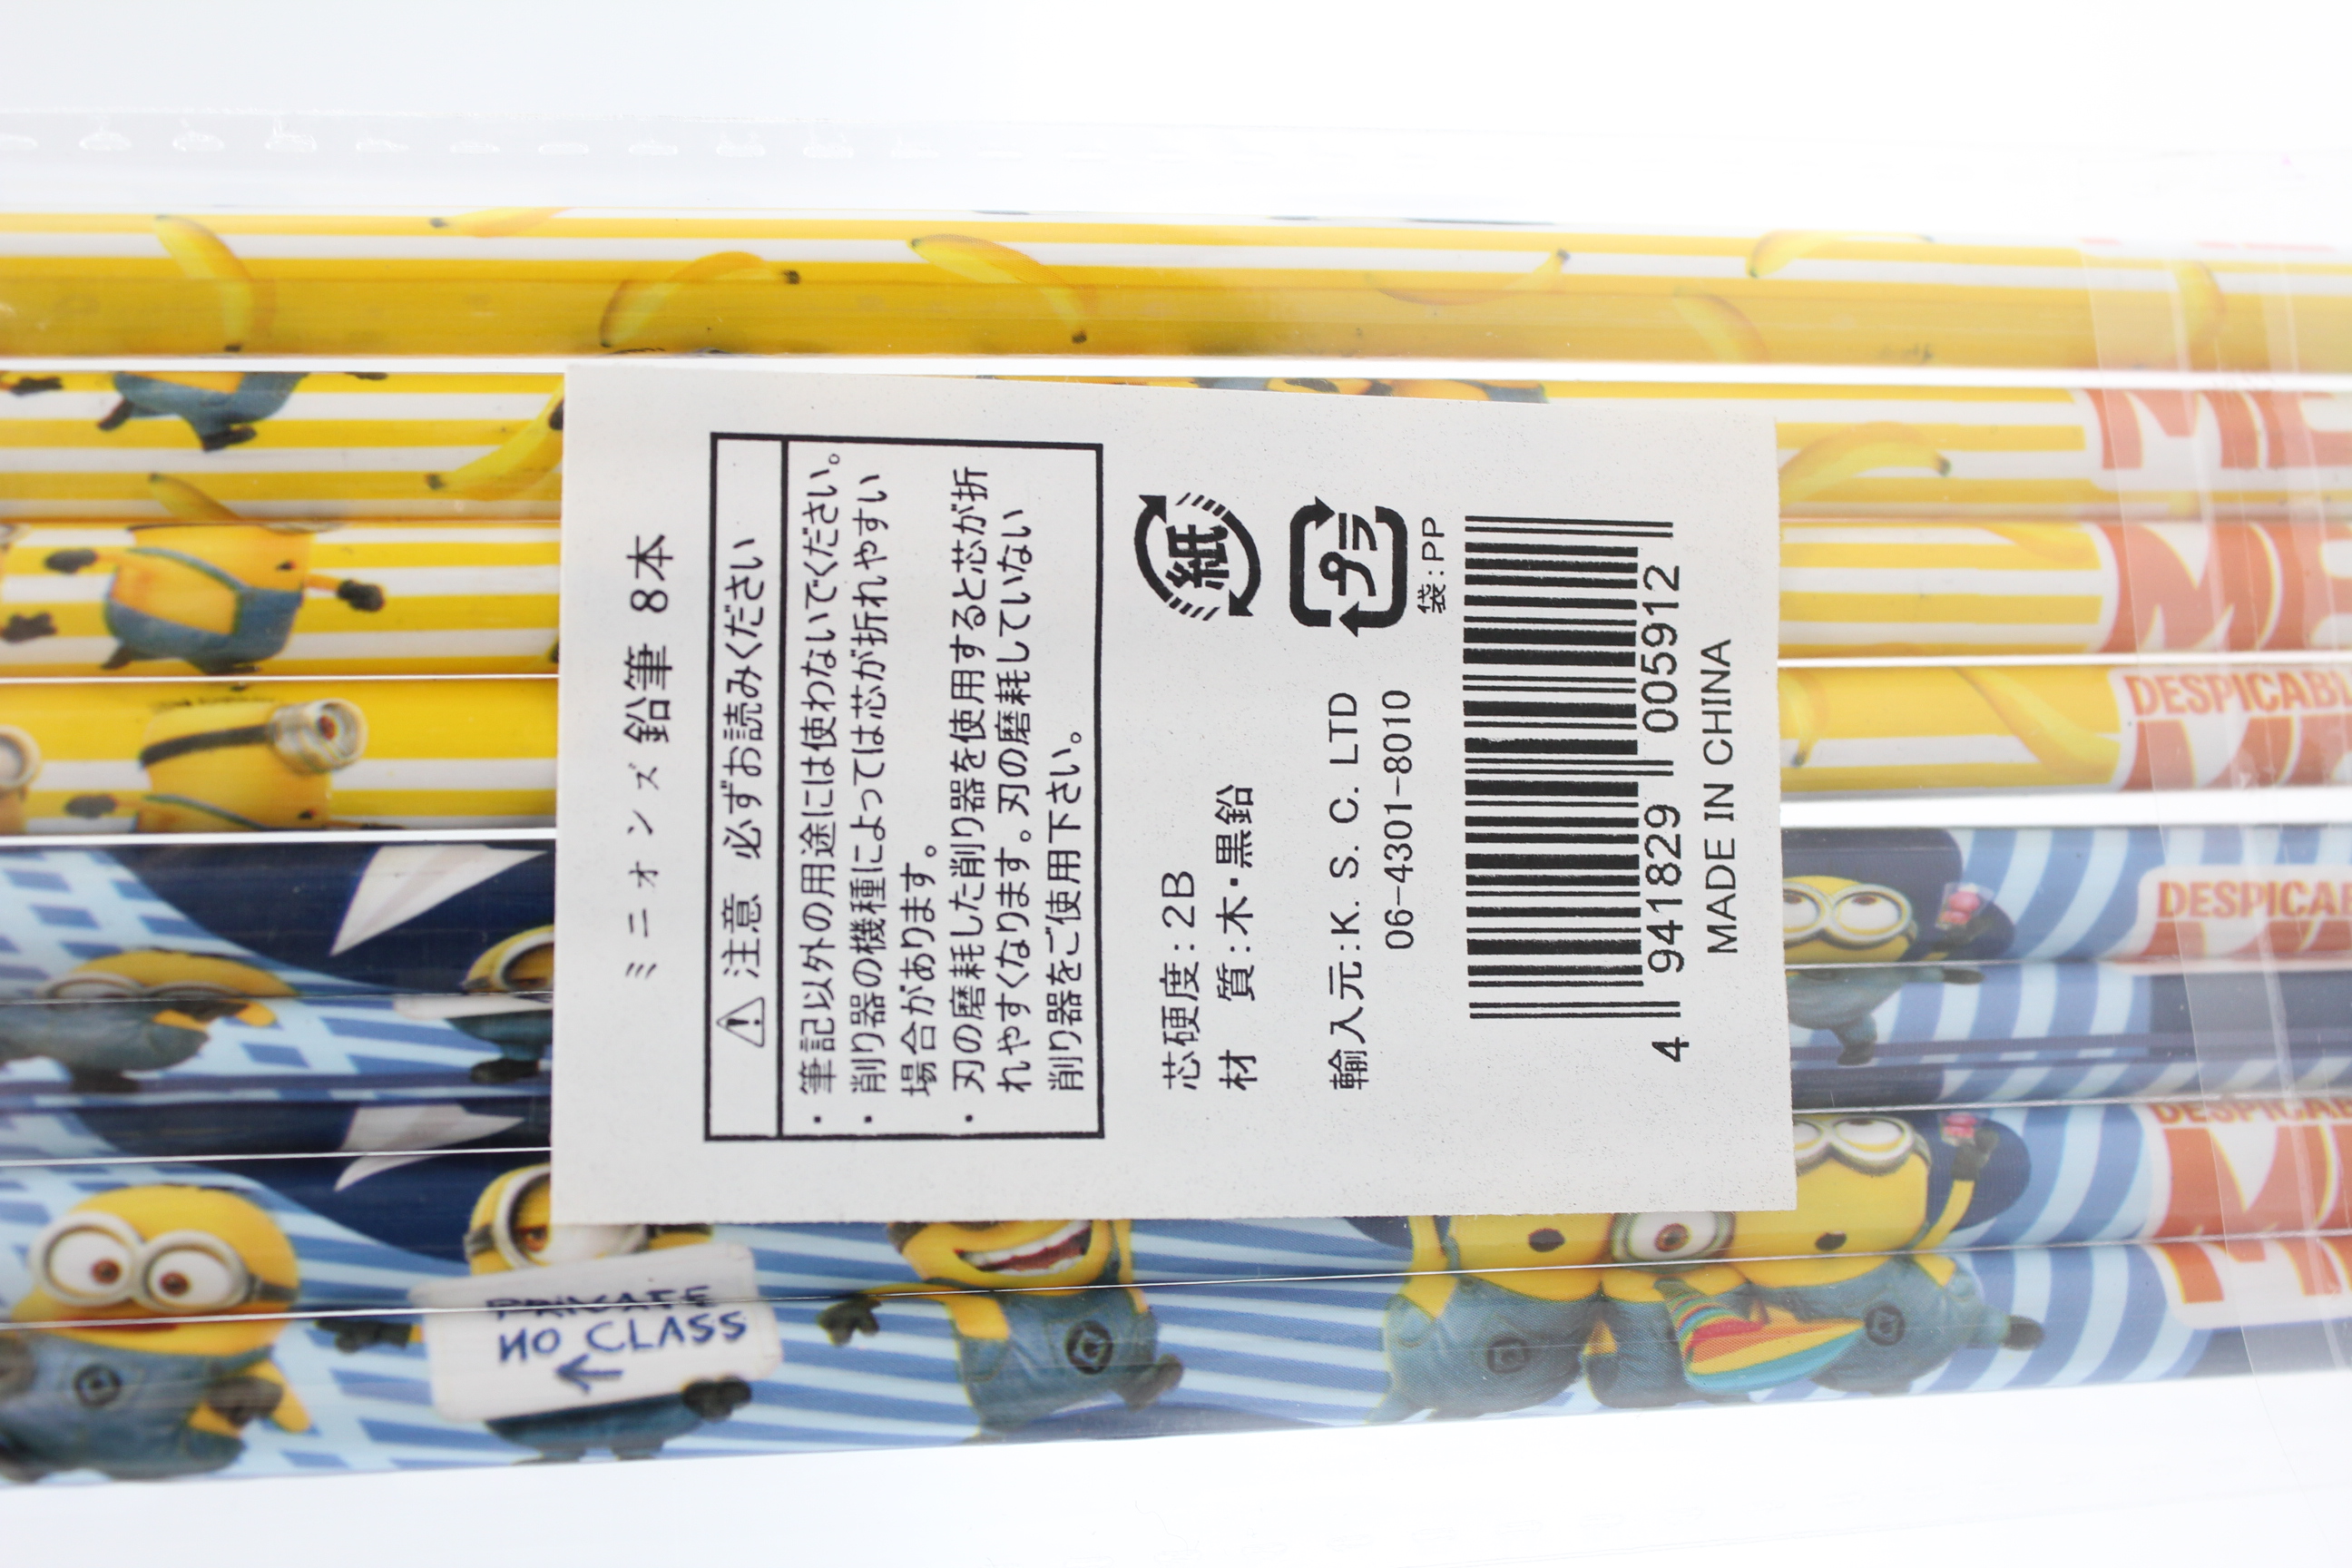 ミニオンズ 鉛筆 8本
⚠ 注意 必ずお読みください
・筆記以外の用途には使わないでください。
・削り器の機種によっては芯が折れやすい
場合があります。
・刃の磨耗した削り器を使用すると芯が折
れやすくなります。刃の磨耗していない
削り器をご使用下さい。
芯硬度:2B
材 質:木・黒鉛
輸入元:K. S. C. LTD
06-4301-8010
紙
プラ
袋:PP
4 941829 005912
MADE IN CHINA
PRIVATE
NO CLASS